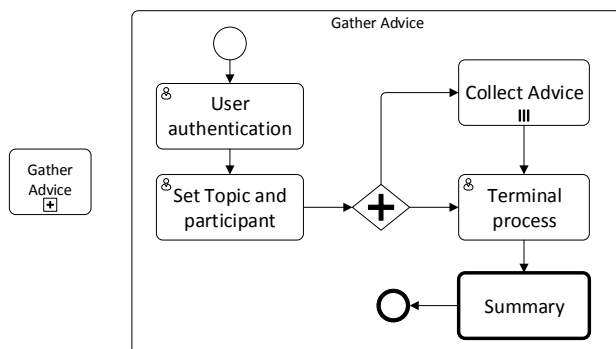 Gather Advice
User
authentication
Collect Advice
Gather
Advice
Set Topic and
participant
Terminal
process
Summary